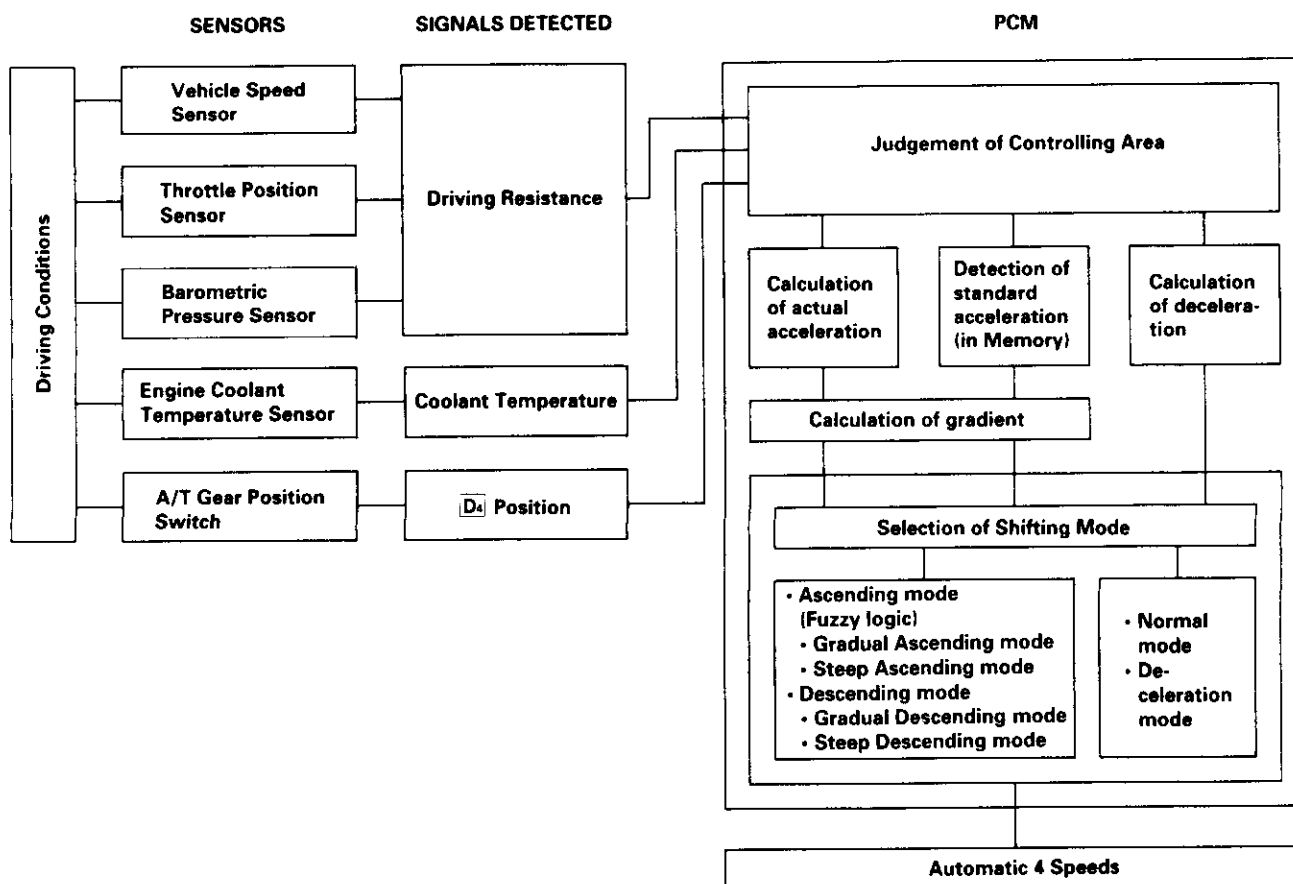 SENSORS
SIGNALS DETECTED
PCM
Driving Conditions
Vehicle Speed
Sensor
Throttle Position
Sensor
Barometric
Pressure Sensor
Engine Coolant
Temperature Sensor
A/T Gear Position
Switch
Driving Resistance
Coolant Temperature
D4 Position
Judgement of Controlling Area
Calculation
of actual
acceleration
Detection of
standard
acceleration
(in Memory)
Calculation
of decelera-
tion
Calculation of gradient
Selection of Shifting Mode
• Ascending mode
(Fuzzy logic)
• Gradual Ascending mode
• Steep Ascending mode
• Descending mode
• Gradual Descending mode
• Steep Descending mode
• Normal
mode
• De-
celeration
mode
Automatic 4 Speeds